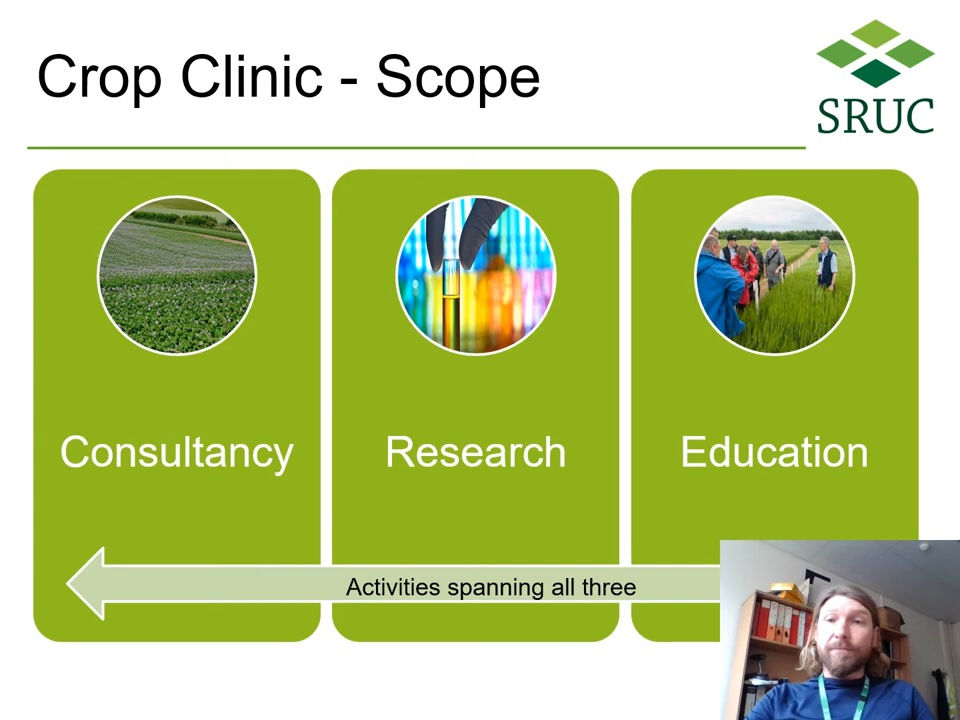 Crop Clinic - Scope
SRUC
Consultancy
Research
Education
Activities spanning all three